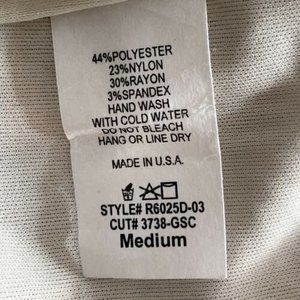 44%POLYESTER
23%NYLON
30%RAYON
3%SPANDEX
HAND WASH
WITH COLD WATER
DO NOT BLEACH
HANG OR LINE DRY
MADE IN U.S.A.
STYLE# R6025D-03
CUT# 3738-GSC
Medium